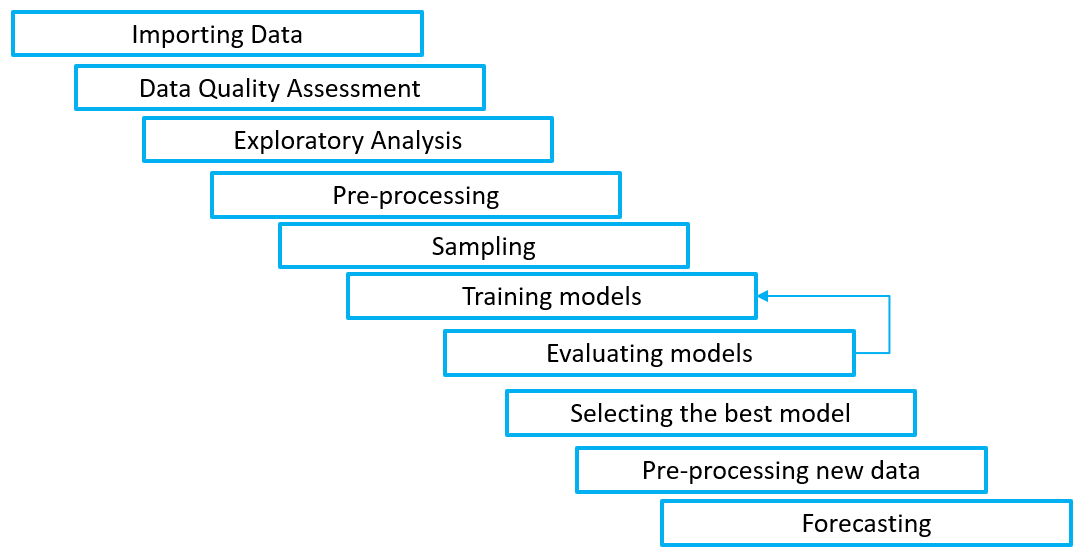 Importing Data
Data Quality Assessment
Exploratory Analysis
Pre-processing
Sampling
Training models
Evaluating models
Selecting the best model
Pre-processing new data
Forecasting